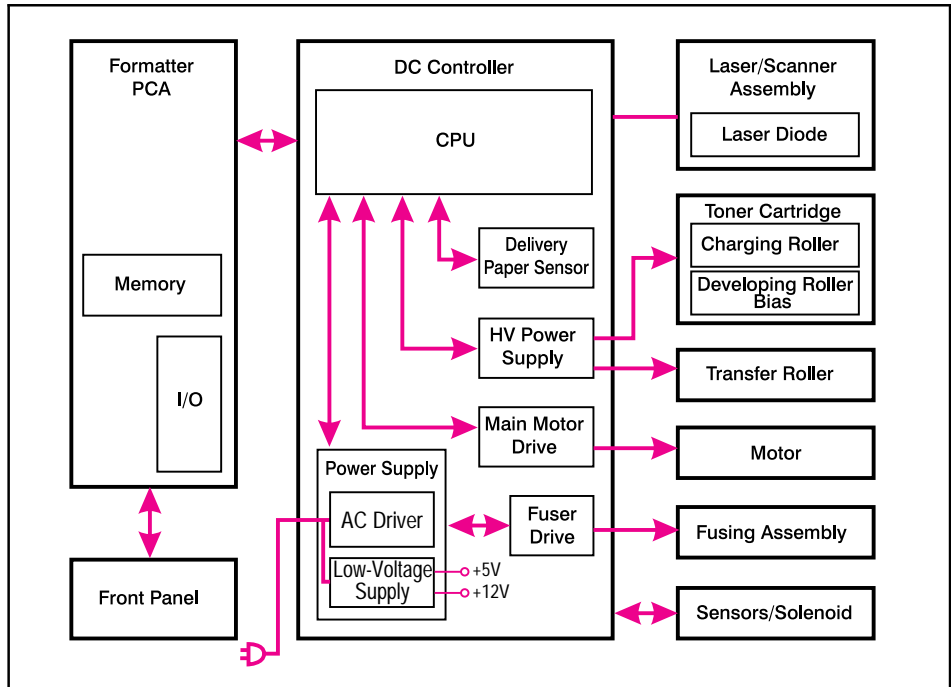 Formatter
PCA
Memory
I/O
Front Panel
DC Controller
CPU
Delivery
Paper Sensor
HV Power
Supply
Main Motor
Drive
Power Supply
AC Driver
Low-Voltage
Supply
+5V
+12V
Fuser
Drive
Laser/Scanner
Assembly
Laser Diode
Toner Cartridge
Charging Roller
Developing Roller
Bias
Transfer Roller
Motor
Fusing Assembly
Sensors/Solenoid